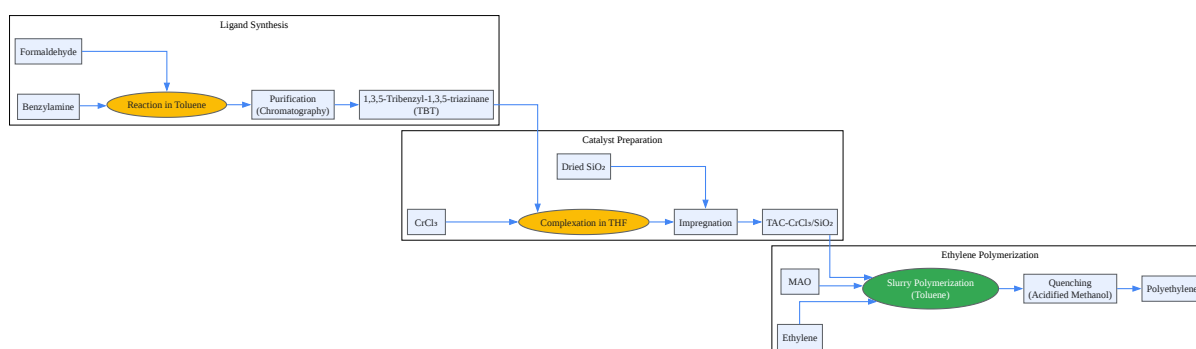 Ligand Synthesis
Formaldehyde
Benzylamine
Reaction in Toluene
Purification
(Chromatography)
1,3,5-Tribenzyl-1,3,5-triazinane
(TBT)
Catalyst Preparation
Dried SiO₂
CrCl₃
Complexation in THF
Impregnation
TAC-CrCl₃/SiO₂
Ethylene Polymerization
MAO
Slurry Polymerization
(Toluene)
Quenching
(Acidified Methanol)
Polyethylene
Ethylene